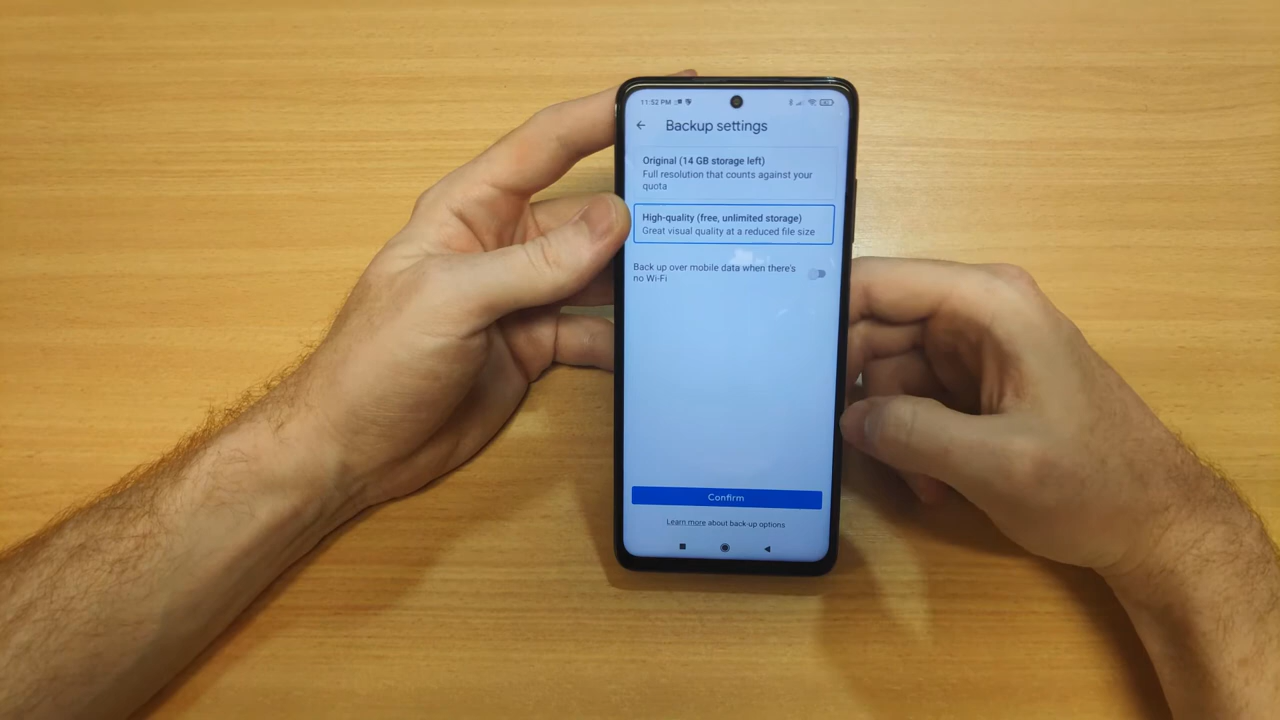 11:52 PM
Backup settings
Original (14 GB storage left)
Full resolution that counts against your
quota
High-quality (free, unlimited storage)
Great visual quality at a reduced file size
Back up over mobile data when there's
no Wi-Fi
Confirm
Learn more about back-up options